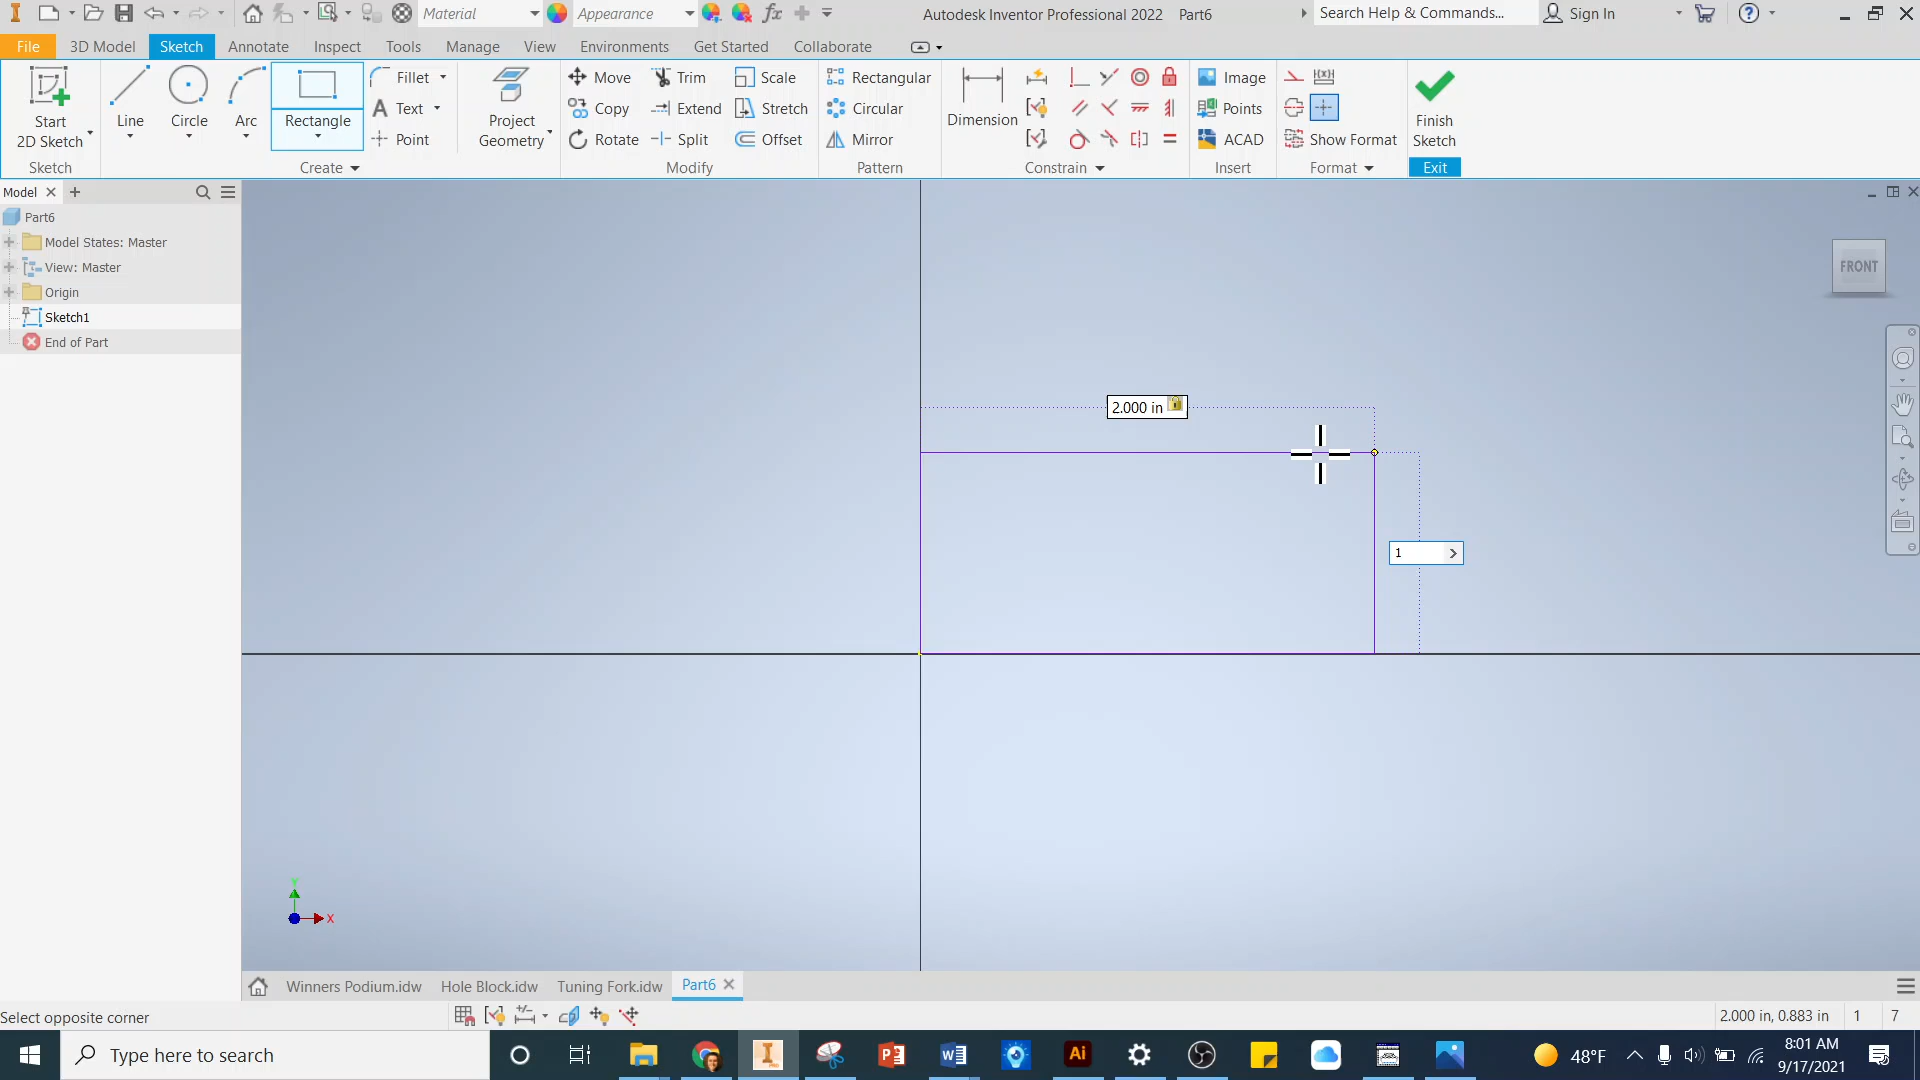 Material
Appearance
Autodesk Inventor Professional 2022 Part6
Search Help & Commands...
Sign In
File
3D Model
Sketch
Annotate
Inspect
Tools
Manage
View
Environments
Get Started
Collaborate
Start
2D Sketch
Line
Circle
Arc
Rectangle
Fillet
Text
Point
Project
Geometry
Move
Copy
Rotate
Trim
Extend
Split
Scale
Stretch
Offset
Rectangular
Circular
Mirror
Dimension
Image
Points
ACAD
Show Format
Finish
Sketch
Sketch
Create
Modify
Pattern
Constrain
Insert
Format
Exit
Model
Part6
Model States: Master
View: Master
Origin
Sketch1
End of Part
FRONT
2.000 in
1
Y
X
Winners Podium.idw
Hole Block.idw
Tuning Fork.idw
Part6
Select opposite corner
2.000 in, 0.883 in
1
7
Type here to search
48°F
8:01 AM
9/17/2021